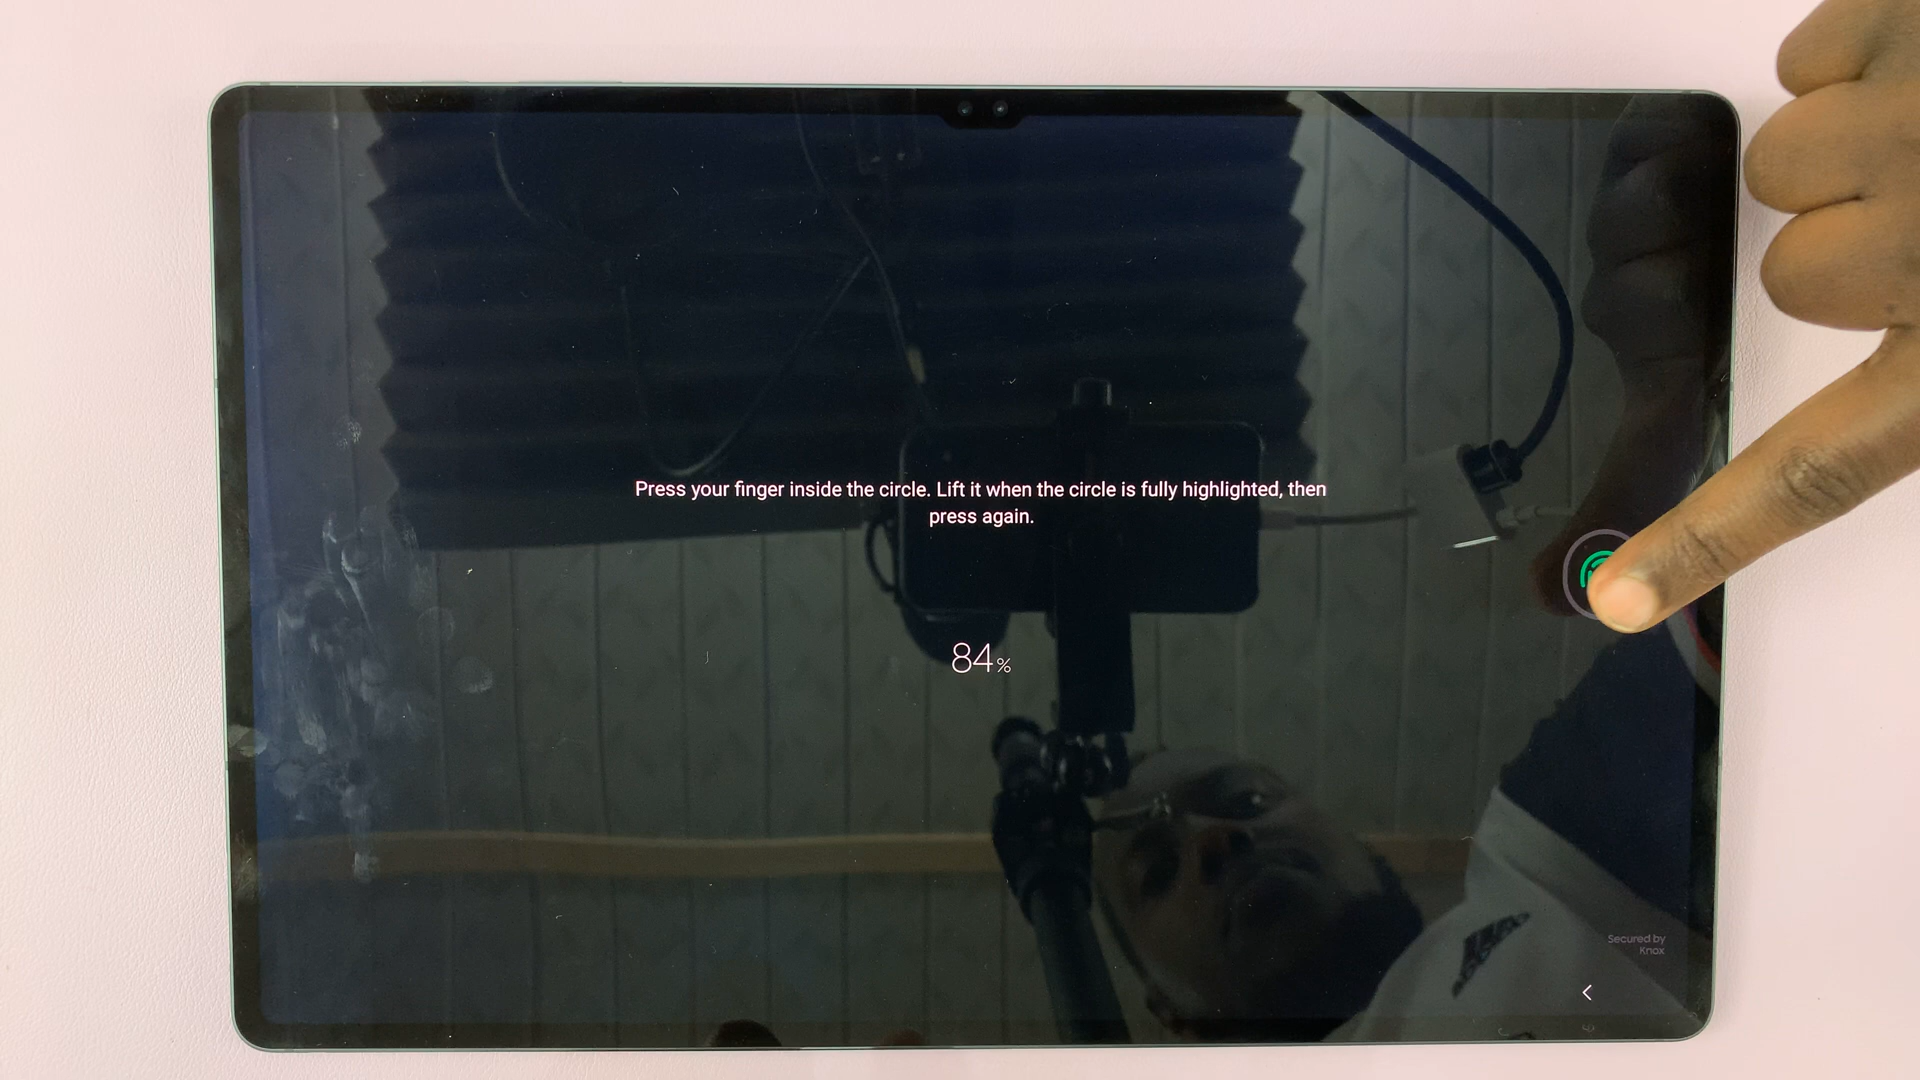 Press your finger inside the circle. Lift it when the circle is fully highlighted, then
press again.
84%
Secured by
Knox